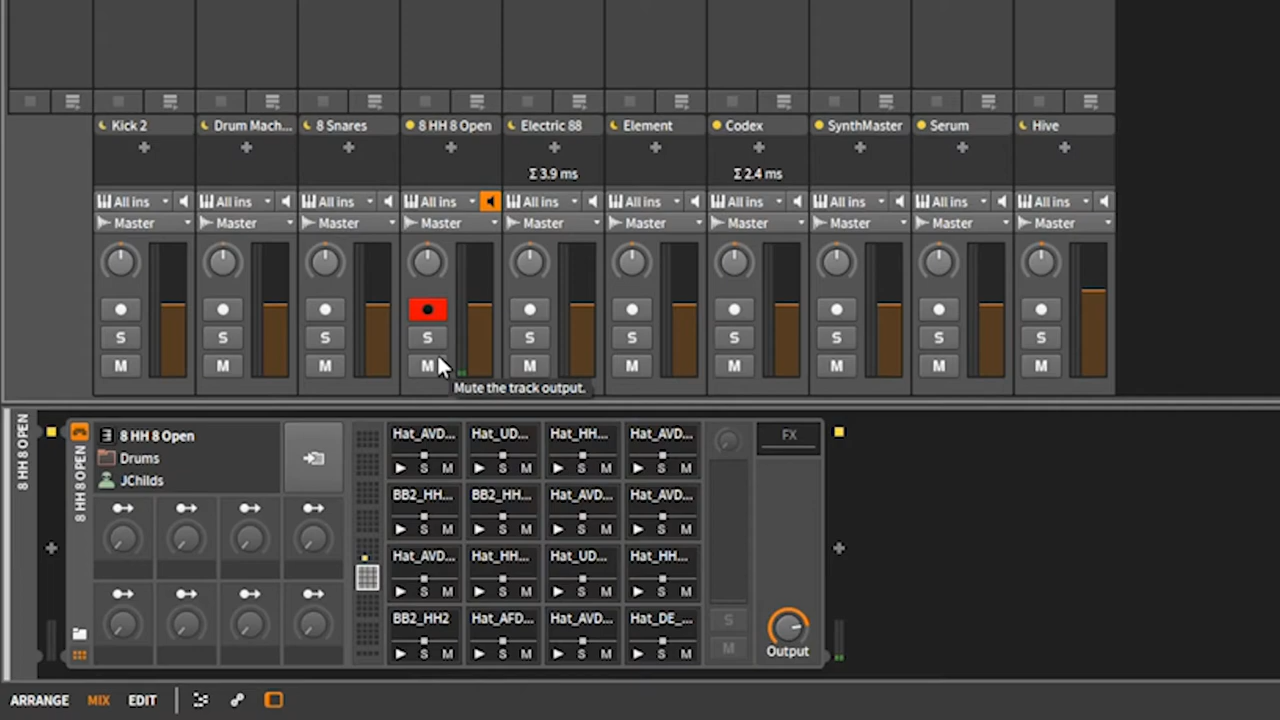 Kick 2 Drum Mach... 8 Snares 8 HH 8 Open Electric 88 Element Codex SynthMaster Serum Hive
Σ 3.9 ms Σ 2.4 ms
All ins All ins All ins All ins All ins All ins All ins All ins All ins All ins
Master Master Master Master Master Master Master Master Master Master
S S S S S S S S S S
M M M M M M M M M M
Mute the track output.
8 HH 8 OPEN
8 HH 8 OPEN
8 HH 8 Open
Drums
JChilds
Hat_AVD... Hat_UD... Hat_HH... Hat_AVD...
S M S M S M S M
BB2_HH... BB2_HH... Hat_AVD... Hat_AVD...
S M S M S M S M
Hat_AVD... Hat_HH... Hat_UD... Hat_HH...
S M S M S M S M
BB2_HH2 Hat_AFD... Hat_AVD... Hat_DE_...
S M S M S M S M
S
M
FX
Output
ARRANGE MIX EDIT